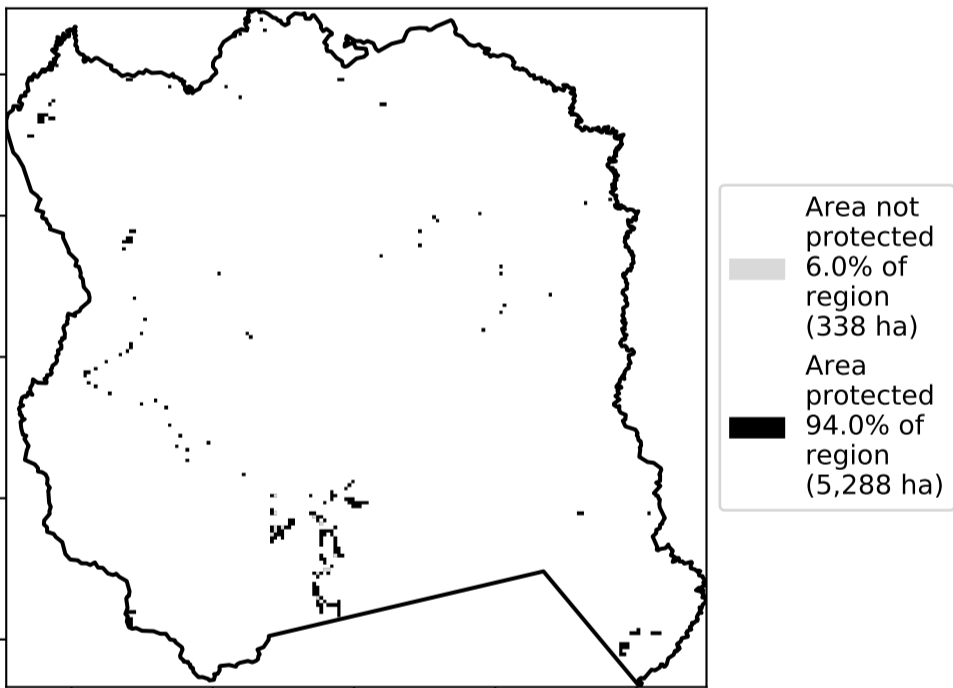 Area not
protected
6.0% of
region
(338 ha)
Area
protected
94.0% of
region
(5,288 ha)